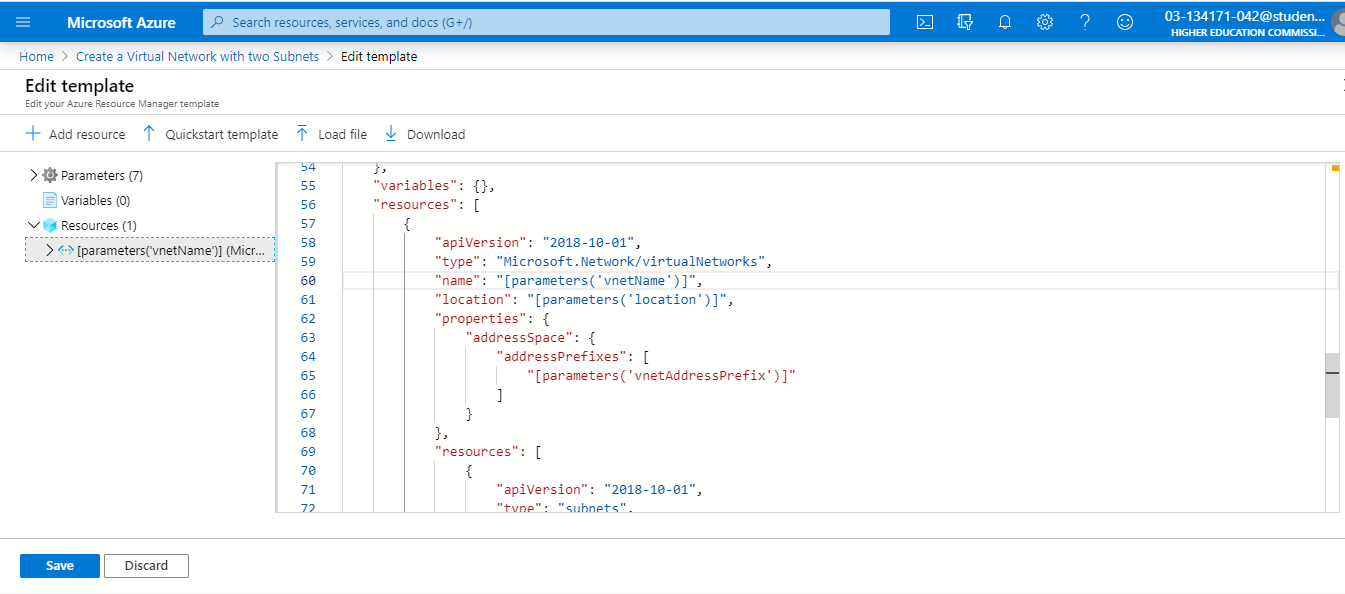 Microsoft Azure
Search resources, services, and docs (G+/)
03-134171-042@studen...
HIGHER EDUCATION COMMISSI...
Home > Create a Virtual Network with two Subnets > Edit template
Edit template
Edit your Azure Resource Manager template
Add resource
Quickstart template
Load file
Download
Parameters (7)
Variables (0)
Resources (1)
[parameters('vnetName')] (Micr...
54 },
55 "variables": {},
56 "resources": [
57 {
58 "apiVersion": "2018-10-01",
59 "type": "Microsoft.Network/virtualNetworks",
60 "name": "[parameters('vnetName')]",
61 "location": "[parameters('location')]",
62 "properties": {
63 "addressSpace": {
64 "addressPrefixes": [
65 "[parameters('vnetAddressPrefix')]"
66 ]
67 }
68 },
69 "resources": [
70 {
71 "apiVersion": "2018-10-01",
72 "type": "subnets",
Save
Discard